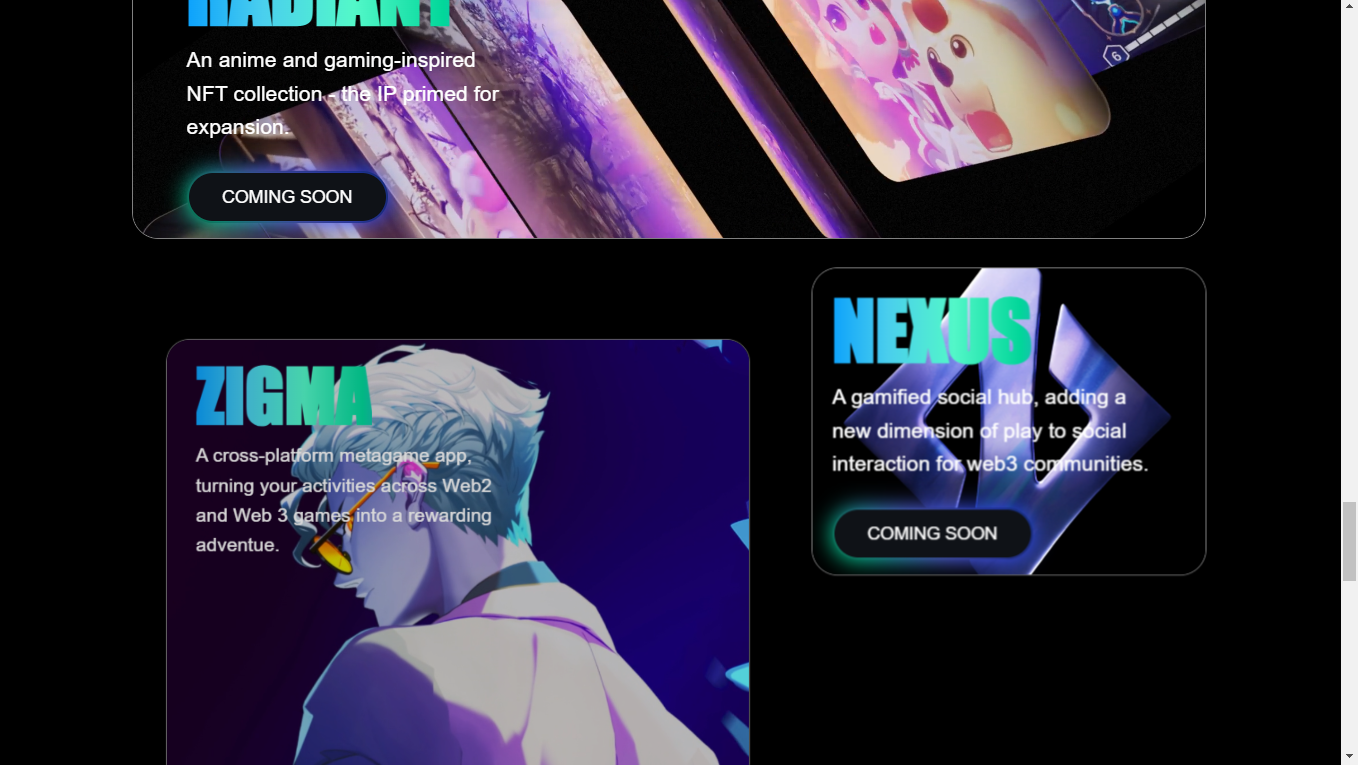 RADIANT
An anime and gaming-inspired
NFT collection - the IP primed for
expansion.
COMING SOON
6
NEXUS
A gamified social hub, adding a
new dimension of play to social
interaction for web3 communities.
COMING SOON
ZIGMA
A cross-platform metagame app,
turning your activities across Web2
and Web 3 games into a rewarding
adventue.